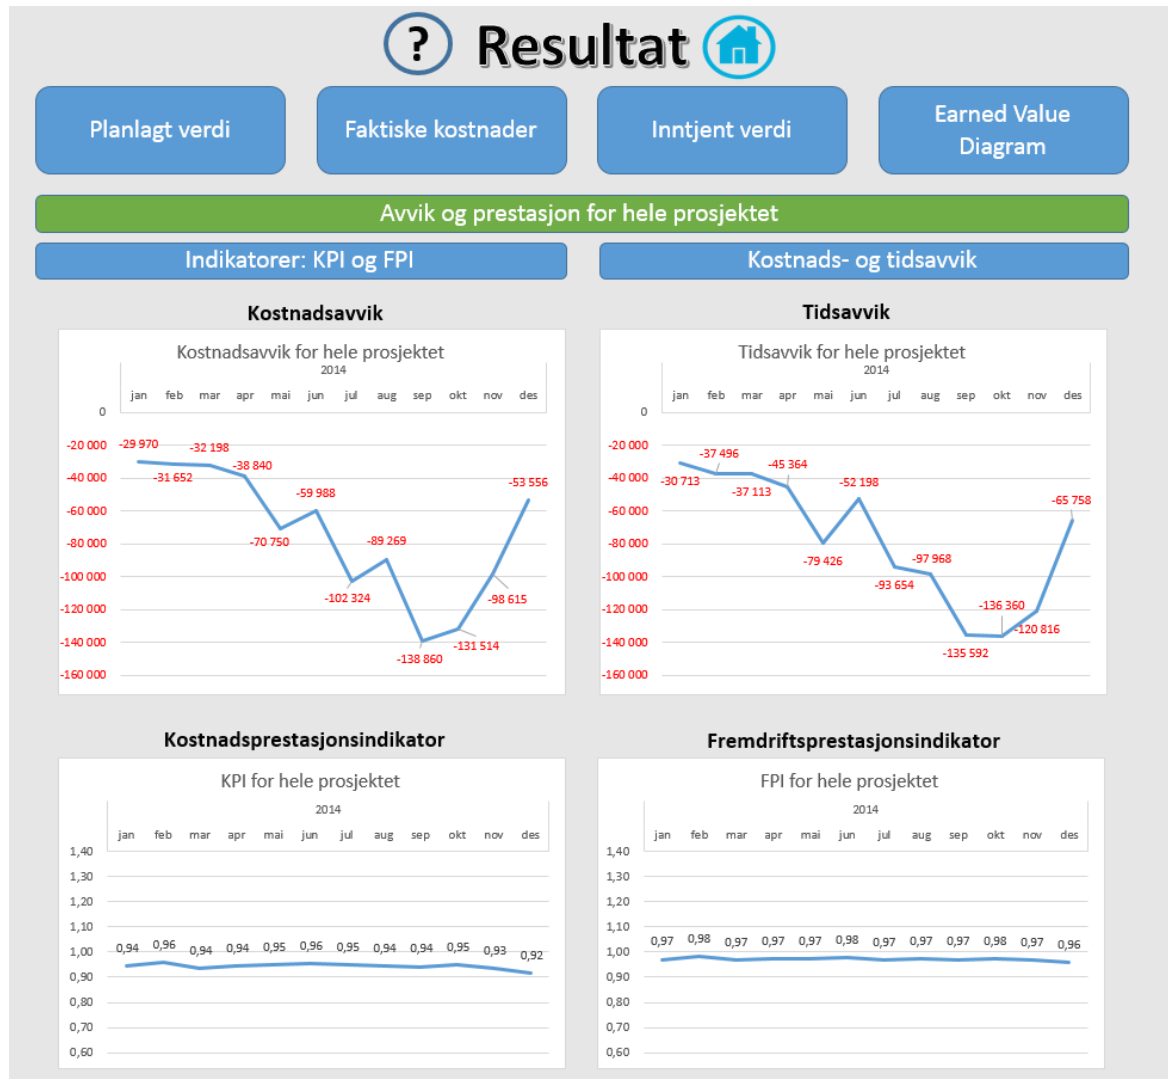 ? Resultat
Planlagt verdi
Faktiske kostnader
Inntjent verdi
Earned Value
Diagram
Avvik og prestasjon for hele prosjektet
Indikatorer: KPI og FPI
Kostnads- og tidsavvik
Kostnadsavvik
Kostnadsavvik for hele prosjektet
2014
jan feb mar apr mai jun jul aug sep okt nov des
0
-20 000
-40 000
-60 000
-80 000
-100 000
-120 000
-140 000
-160 000
-29 970
-31 652
-32 198
-38 840
-70 750
-59 988
-102 324
-89 269
-138 860
-131 514
-98 615
-53 556
Tidsavvik
Tidsavvik for hele prosjektet
2014
jan feb mar apr mai jun jul aug sep okt nov des
0
-20 000
-40 000
-60 000
-80 000
-100 000
-120 000
-140 000
-160 000
-30 713
-37 496
-37 113
-45 364
-79 426
-52 198
-93 654
-97 968
-135 592
-136 360
-120 816
-65 758
Kostnadsprestasjonsindikator
KPI for hele prosjektet
2014
jan feb mar apr mai jun jul aug sep okt nov des
1,40
1,30
1,20
1,10
1,00
0,90
0,80
0,70
0,60
0,94 0,96 0,94 0,94 0,95 0,96 0,95 0,94 0,94 0,95 0,93 0,92
Fremdriftsprestasjonsindikator
FPI for hele prosjektet
2014
jan feb mar apr mai jun jul aug sep okt nov des
1,40
1,30
1,20
1,10
1,00
0,90
0,80
0,70
0,60
0,97 0,98 0,97 0,97 0,97 0,98 0,97 0,97 0,97 0,98 0,97 0,96